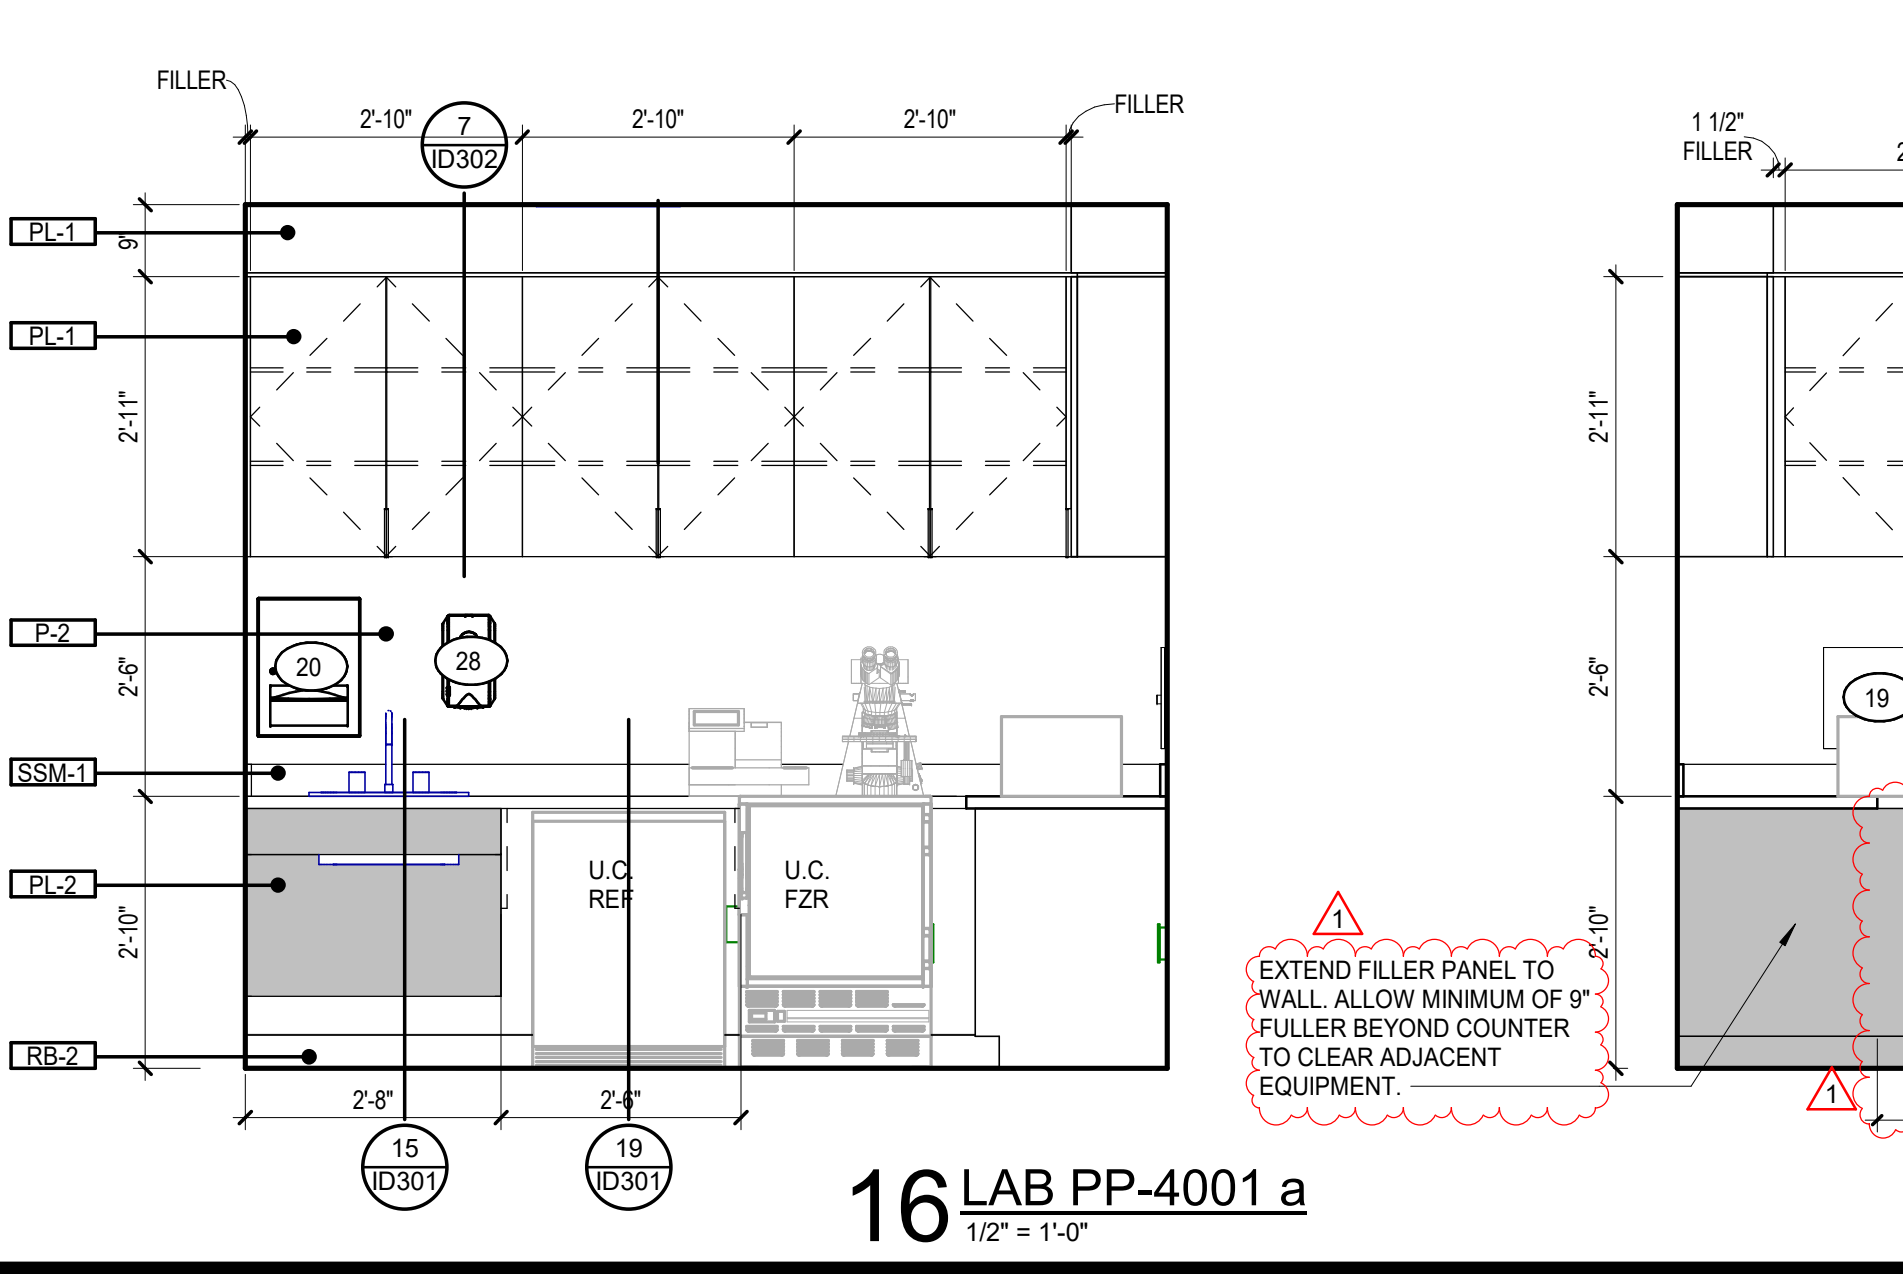 FILLER
2'-10"
7
ID302
2'-10"
2'-10"
FILLER
1 1/2"
FILLER
2
PL-1
9"
PL-1
2'-11"
2'-11"
P-2
20
28
2'-6"
2'-6"
19
SSM-1
PL-2
U.C.
REF
U.C.
FZR
2'-10"
2'-10"
1
EXTEND FILLER PANEL TO
WALL. ALLOW MINIMUM OF 9"
FULLER BEYOND COUNTER
TO CLEAR ADJACENT
EQUIPMENT.
RB-2
1
2'-8"
2'-6"
15
ID301
19
ID301
16
LAB PP-4001 a
1/2" = 1'-0"